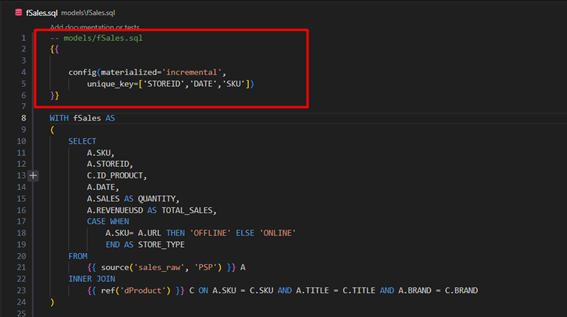 fSales.sql models\fSales.sql
Add documentation or tests
1 -- models/fSales.sql
2 {{
3
4 config(materialized='incremental',
5 unique_key=['STOREID','DATE','SKU'])
6 }}
7
8 WITH fSales AS
9 (
10 SELECT
11 A.SKU,
12 A.STOREID,
13 C.ID_PRODUCT,
14 A.DATE,
15 A.SALES AS QUANTITY,
16 A.REVENUEUSD AS TOTAL_SALES,
17 CASE WHEN
18 A.SKU= A.URL THEN 'OFFLINE' ELSE 'ONLINE'
19 END AS STORE_TYPE
20 FROM
21 {{ source('sales_raw', 'PSP') }} A
22 INNER JOIN
23 {{ ref('dProduct') }} C ON A.SKU = C.SKU AND A.TITLE = C.TITLE AND A.BRAND = C.BRAND
24 )
25